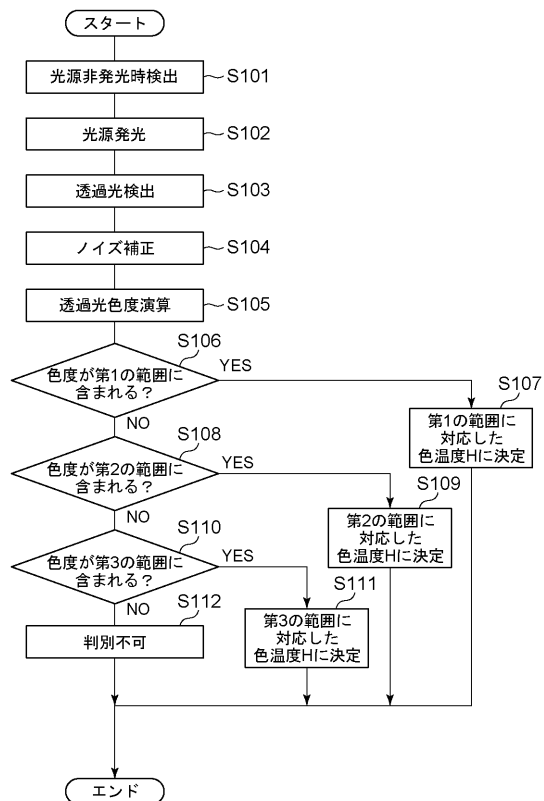 スタート
光源非発光時検出
S101
光源発光
S102
透過光検出
S103
ノイズ補正
S104
透過光色度演算
S105
S106
色度が第1の範囲に
含まれる？
YES
NO
S107
第1の範囲に
対応した
色温度Hに決定
S108
色度が第2の範囲に
含まれる？
YES
NO
S109
第2の範囲に
対応した
色温度Hに決定
S110
色度が第3の範囲に
含まれる？
YES
NO
S111
第3の範囲に
対応した
色温度Hに決定
S112
判別不可
エンド